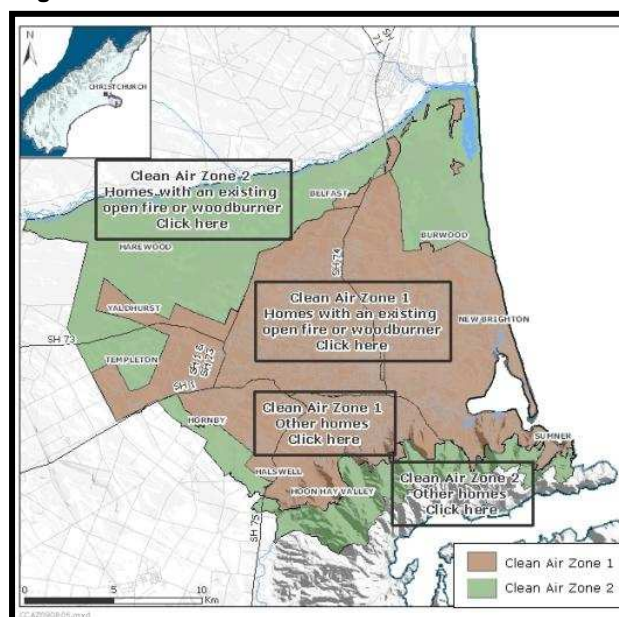 N
CHRISTCHURCH
SH 71
Clean Air Zone 2
Homes with an existing
open fire or woodburner
Click here
BELFAST
HAREWOOD
BURWOOD
SH 74
YALDHURST
Clean Air Zone 1
Homes with an existing
open fire or woodburner
Click here
NEW BRIGHTON
SH 73
TEMPLETON
SH 1
SH 73
HORNBY
Clean Air Zone 1
Other homes
Click here
SUMNER
HALSWELL
HOON HAY VALLEY
Clean Air Zone 2
Other homes
Click here
SH 75
Clean Air Zone 1
Clean Air Zone 2
0 5 10
Km